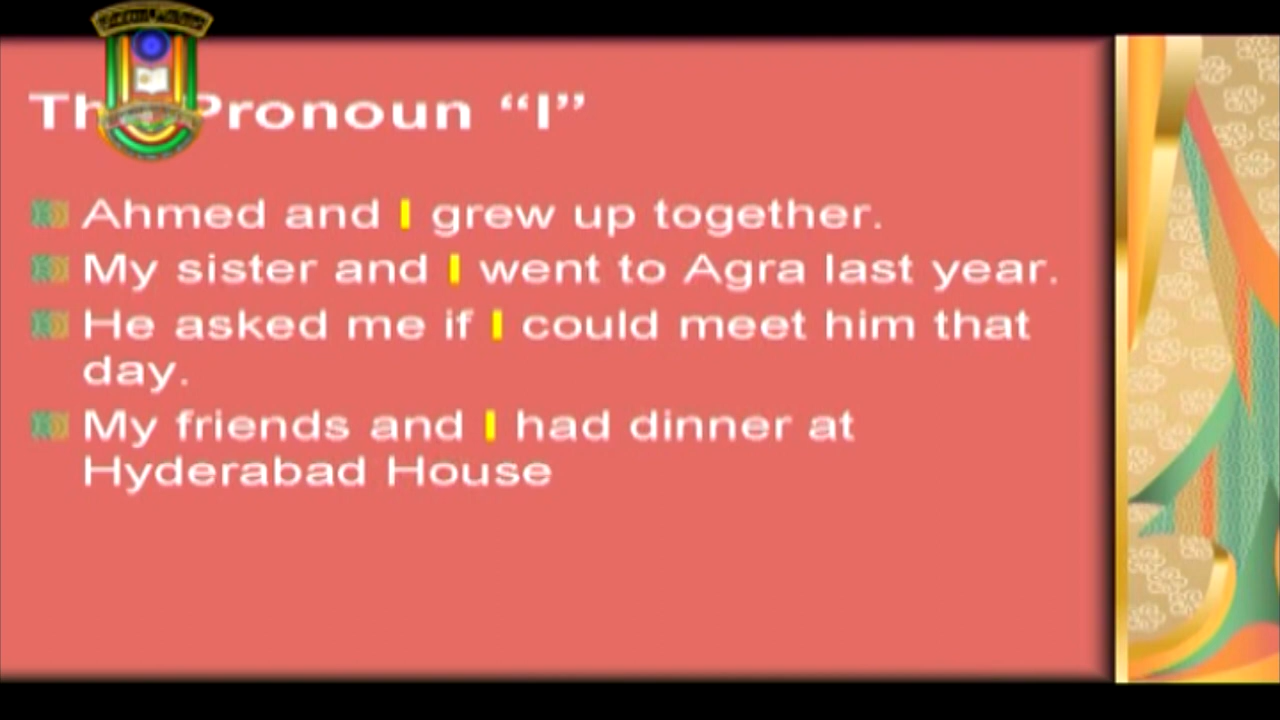 Pronoun “I”
Ahmed and I grew up together.
My sister and I went to Agra last year.
He asked me if I could meet him that
day.
My friends and I had dinner at
Hyderabad House